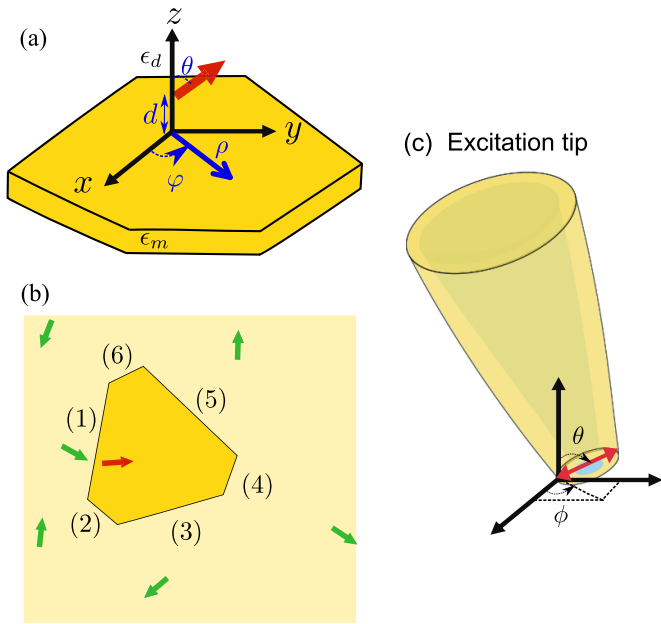 (a)
z
ϵ_d
θ
d
y
x
ρ
φ
ϵ_m
(b)
(6)
(1)
(5)
(4)
(2)
(3)
(c) Excitation tip
θ
ϕ